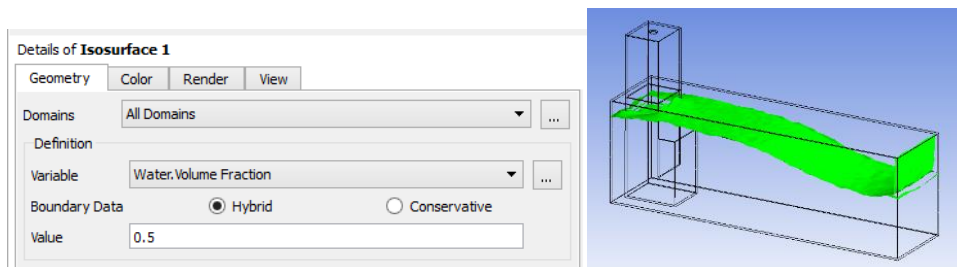 Details of Isosurface 1
Geometry Color Render View
Domains All Domains ...
Definition
Variable Water.Volume Fraction ...
Boundary Data Hybrid Conservative
Value 0.5